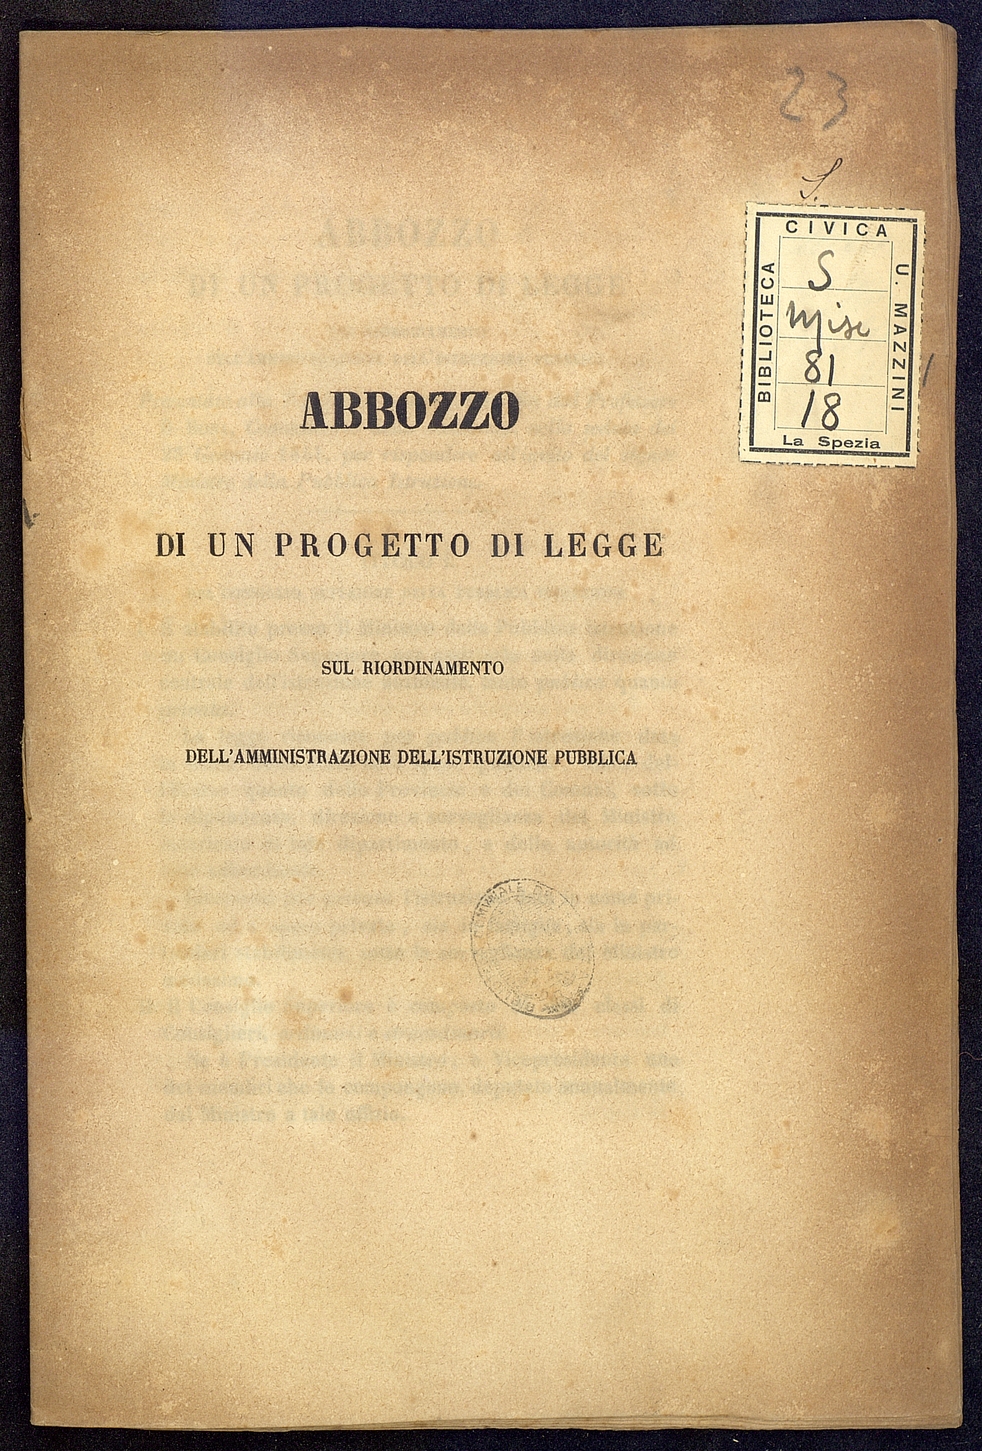 23
S.
CIVICA
BIBLIOTECA
U. MAZZINI
S
Misc
81
18
La Spezia
ABBOZZO
DI UN PROGETTO DI LEGGE
SUL RIORDINAMENTO
DELL'AMMINISTRAZIONE DELL'ISTRUZIONE PUBBLICA